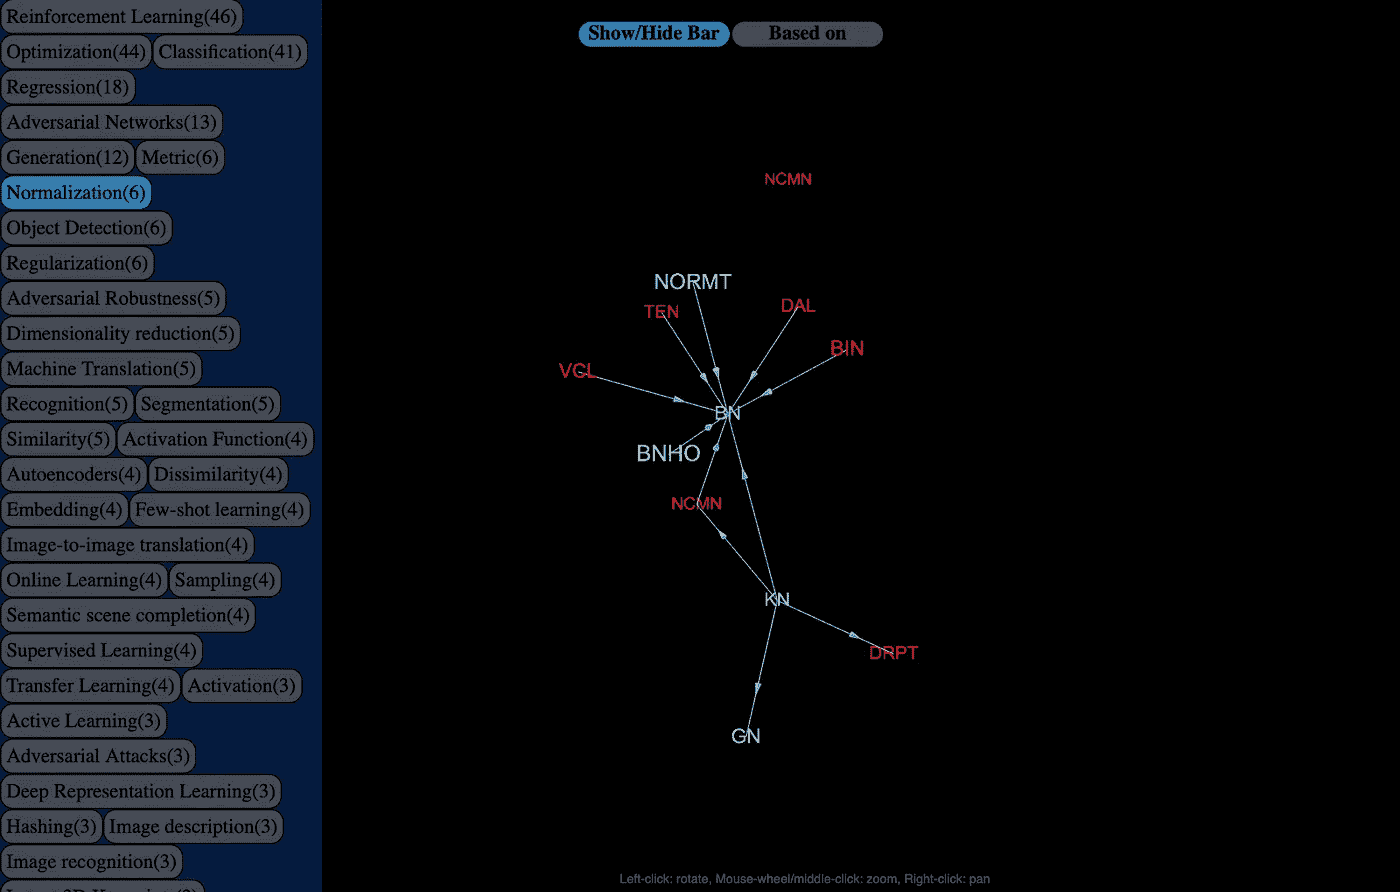 Reinforcement Learning(46)
Optimization(44) Classification(41)
Regression(18)
Adversarial Networks(13)
Generation(12) Metric(6)
Normalization(6)
Object Detection(6)
Regularization(6)
Adversarial Robustness(5)
Dimensionality reduction(5)
Machine Translation(5)
Recognition(5) Segmentation(5)
Similarity(5) Activation Function(4)
Autoencoders(4) Dissimilarity(4)
Embedding(4) Few-shot learning(4)
Image-to-image translation(4)
Online Learning(4) Sampling(4)
Semantic scene completion(4)
Supervised Learning(4)
Transfer Learning(4) Activation(3)
Active Learning(3)
Adversarial Attacks(3)
Deep Representation Learning(3)
Hashing(3) Image description(3)
Image recognition(3)
Show/Hide Bar Based on
NCMN
NORMT
TEN DAL
BIN
VCL
BN
BNHO
NCMN
KN
DRPT
GN
Left-click: rotate, Mouse-wheel/middle-click: zoom, Right-click: pan